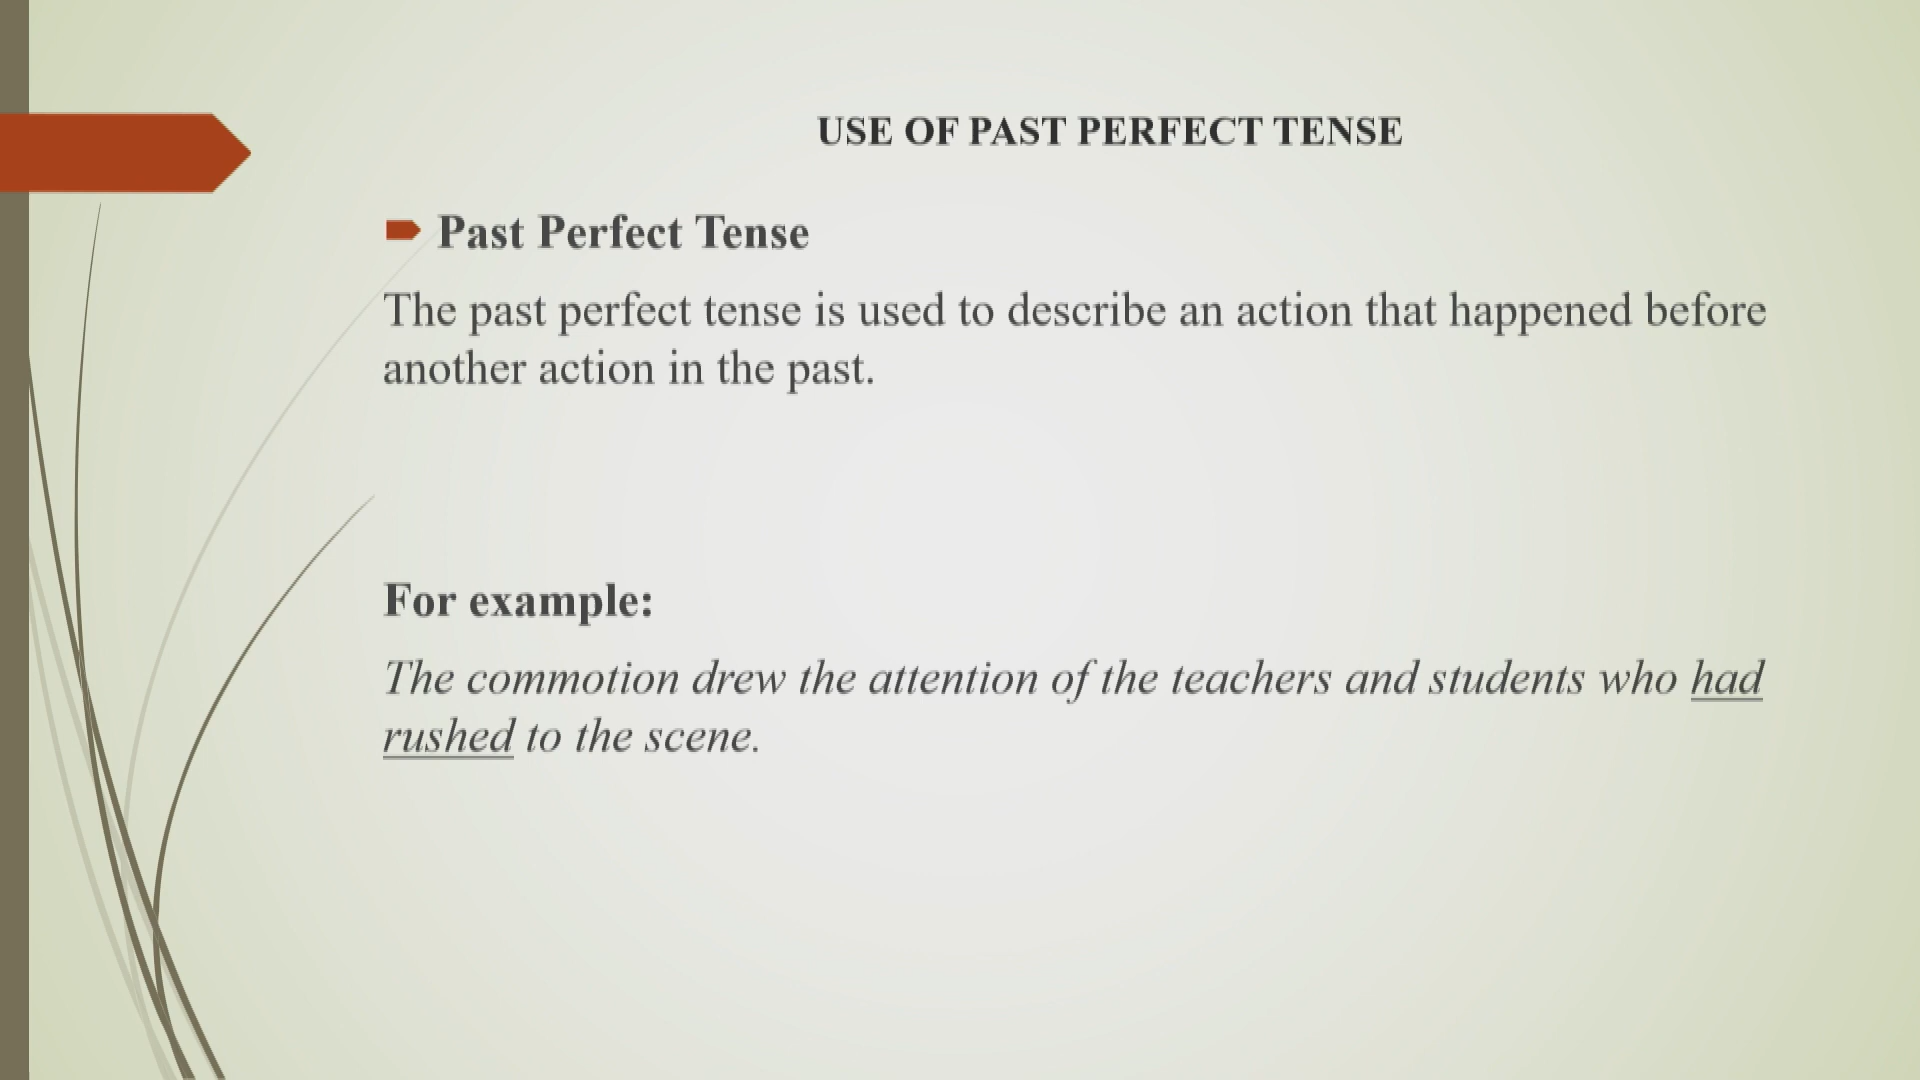 USE OF PAST PERFECT TENSE
Past Perfect Tense
The past perfect tense is used to describe an action that happened before
another action in the past.
For example:
The commotion drew the attention of the teachers and students who had
rushed to the scene.